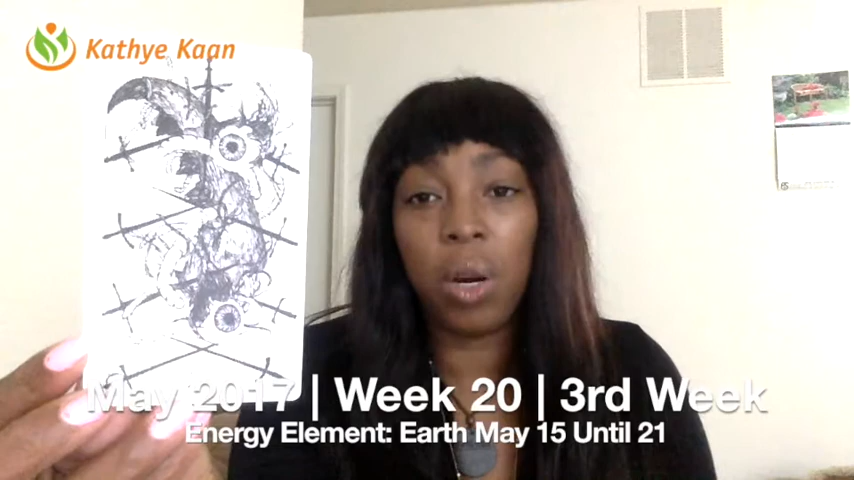 Kathye Kaan
May 2017 | Week 20 | 3rd Week
Energy Element: Earth May 15 Until 21